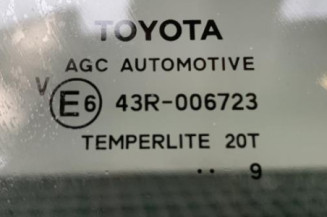 TOYOTA
AGC AUTOMOTIVE
V E6 43R-006723
TEMPERLITE 20T
.. 9